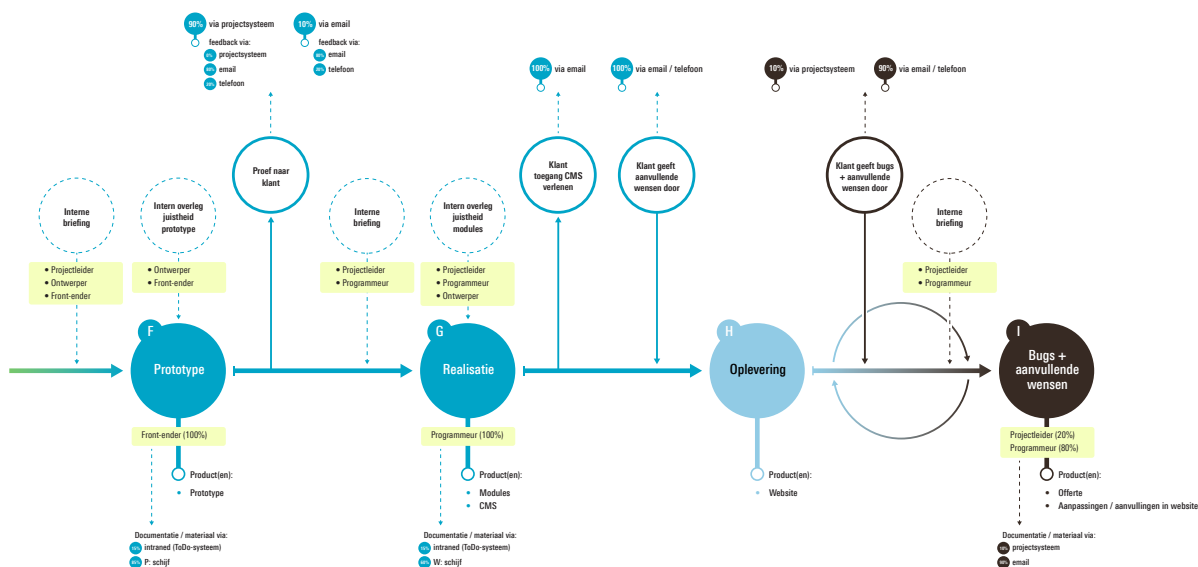 90% via projectsysteem
feedback via:
projectsysteem
email
telefoon
10% via email
feedback via:
email
telefoon
100% via email
100% via email / telefoon
10% via projectsysteem
90% via email / telefoon
Proef naar
klant
Klant
toegang CMS
verlenen
Klant geeft
aanvullende
wensen door
Klant geeft bugs
+ aanvullende
wensen door
Interne
briefing
Intern overleg
juistheid
prototype
Interne
briefing
Intern overleg
juistheid
modules
Interne
briefing
• Projectleider
• Ontwerper
• Front-ender
• Ontwerper
• Front-ender
• Projectleider
• Programmeur
• Projectleider
• Programmeur
• Ontwerper
• Projectleider
• Programmeur
F
Prototype
G
Realisatie
H
Oplevering
I
Bugs +
aanvullende
wensen
Front-ender (100%)
Programmeur (100%)
Projectleider (20%)
Programmeur (80%)
Product(en):
• Prototype
Product(en):
• Modules
• CMS
Product(en):
• Website
Product(en):
• Offerte
• Aanpassingen / aanvullingen in website
Documentatie / materiaal via:
intraned (ToDo-systeem)
P: schijf
Documentatie / materiaal via:
intraned (ToDo-systeem)
W: schijf
Documentatie / materiaal via:
10% projectsysteem
90% email